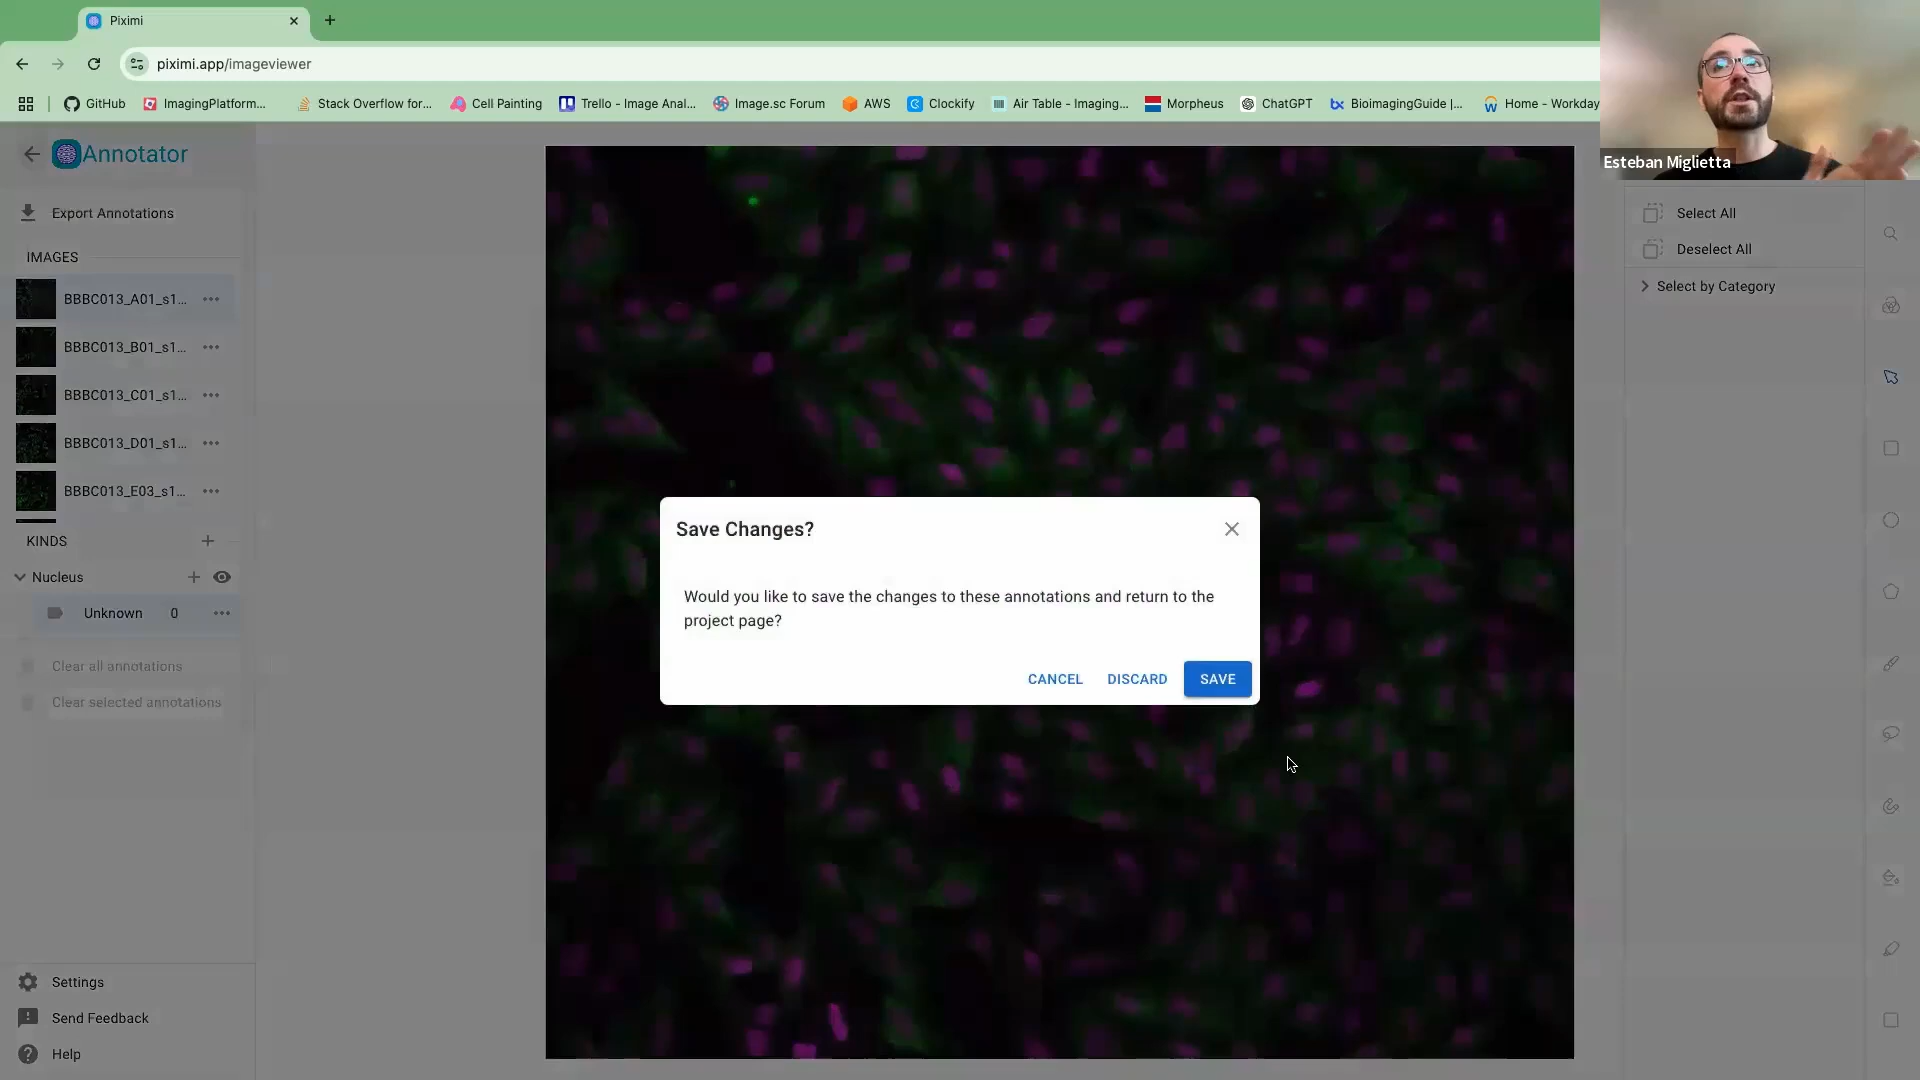 Piximi
piximi.app/imageviewer
GitHub
ImagingPlatform...
Stack Overflow for...
Cell Painting
Trello - Image Anal...
Image.sc Forum
AWS
Clockify
Air Table - Imaging...
Morpheus
ChatGPT
BioimagingGuide |...
Home - Workday
Esteban Miglietta
Annotator
Export Annotations
IMAGES
BBBC013_A01_s1...
BBBC013_B01_s1...
BBBC013_C01_s1...
BBBC013_D01_s1...
BBBC013_E03_s1...
KINDS
Nucleus
Unknown 0
Clear all annotations
Clear selected annotations
Settings
Send Feedback
Help
Save Changes?
Would you like to save the changes to these annotations and return to the
project page?
CANCEL DISCARD SAVE
Select All
Deselect All
Select by Category